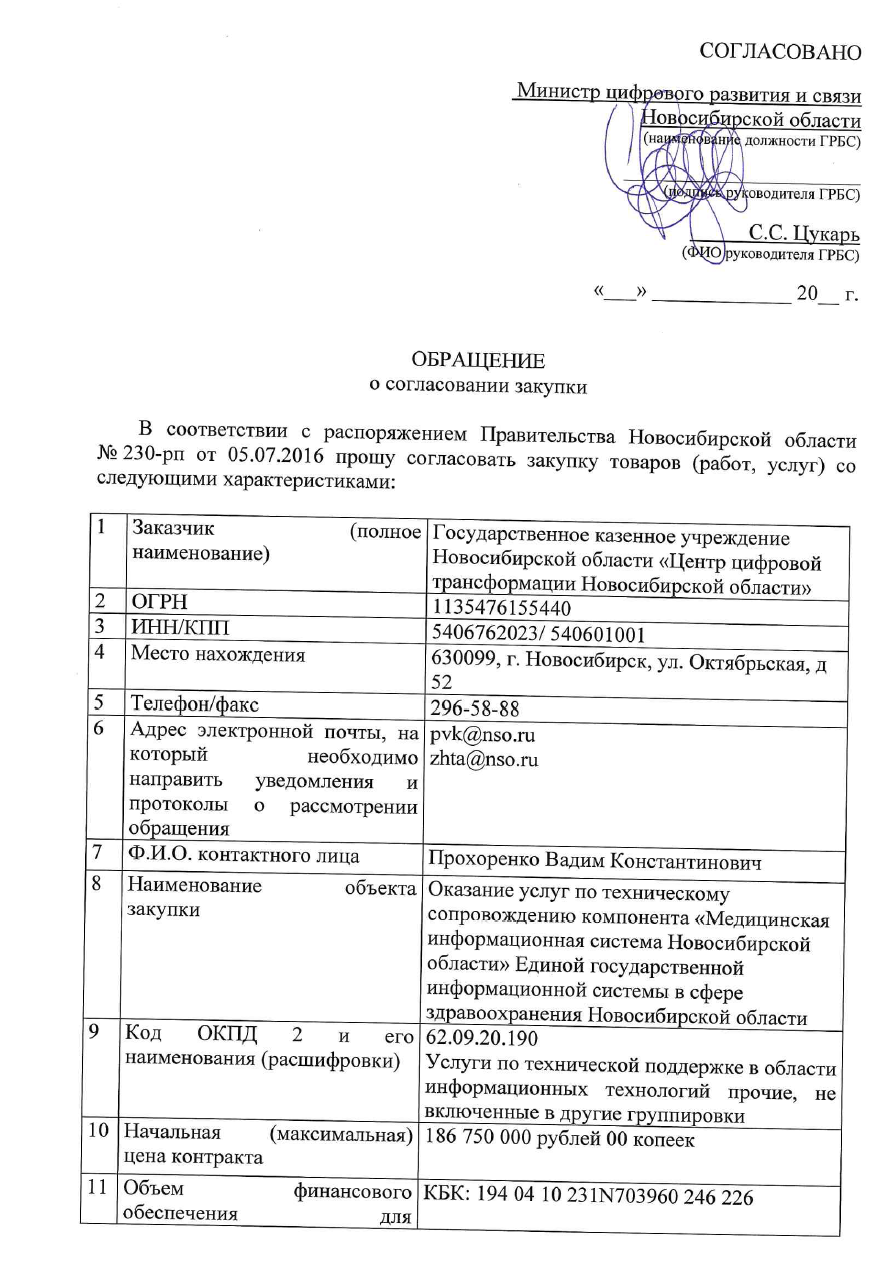 СОГЛАСОВАНО
Министр цифрового развития и связи
Новосибирской области
(наименование должности ГРБС)
(подпись руководителя ГРБС)
С.С. Цукарь
(ФИО руководителя ГРБС)
«___» ______________ 20__ г.
ОБРАЩЕНИЕ
о согласовании закупки
В соответствии с распоряжением Правительства Новосибирской области
№ 230-рп от 05.07.2016 прошу согласовать закупку товаров (работ, услуг) со
следующими характеристиками:
1 Заказчик (полное
наименование)
Государственное казенное учреждение
Новосибирской области «Центр цифровой
трансформации Новосибирской области»
2 ОГРН 1135476155440
3 ИНН/КПП 5406762023/ 540601001
4 Место нахождения 630099, г. Новосибирск, ул. Октябрьская, д
52
5 Телефон/факс 296-58-88
6 Адрес электронной почты, на
который необходимо
направить уведомления и
протоколы о рассмотрении
обращения
pvk@nso.ru
zhta@nso.ru
7 Ф.И.О. контактного лица Прохоренко Вадим Константинович
8 Наименование объекта
закупки
Оказание услуг по техническому
сопровождению компонента «Медицинская
информационная система Новосибирской
области» Единой государственной
информационной системы в сфере
здравоохранения Новосибирской области
9 Код ОКПД 2 и его
наименования (расшифровки)
62.09.20.190
Услуги по технической поддержке в области
информационных технологий прочие, не
включенные в другие группировки
10 Начальная (максимальная)
цена контракта
186 750 000 рублей 00 копеек
11 Объем финансового
обеспечения для
КБК: 194 04 10 231N703960 246 226